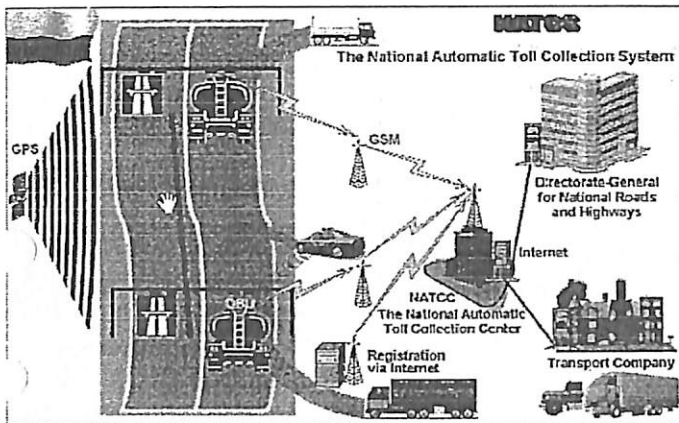 NATCS
The National Automatic Toll Collection System
GPS
GSM
Directorate-General
for National Roads
and Highways
Internet
OBU
NATCC
The National Automatic
Toll Collection Center
Registration
via Internet
Transport Company